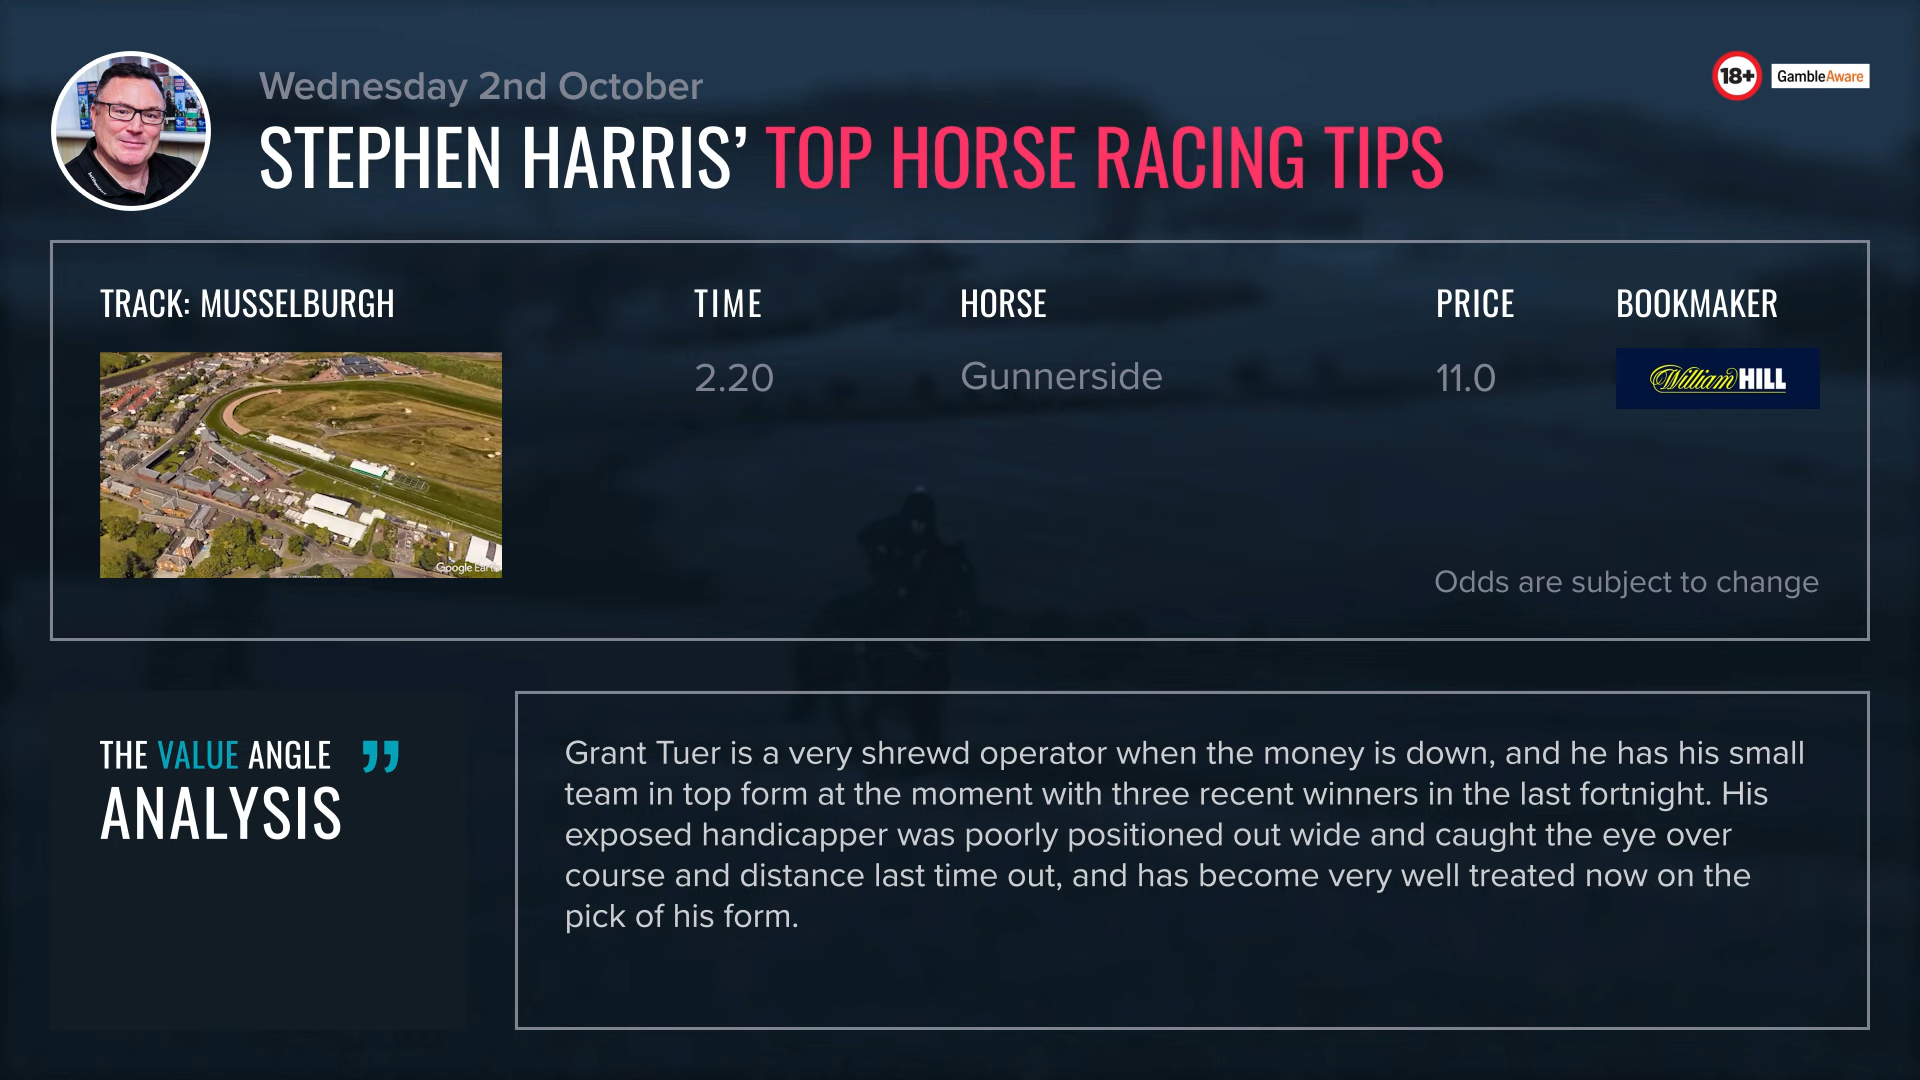 Wednesday 2nd October
STEPHEN HARRIS’ TOP HORSE RACING TIPS
18+
GambleAware
TRACK: MUSSELBURGH
TIME
HORSE
PRICE
BOOKMAKER
2.20
Gunnerside
11.0
William HILL
Google Eart
Odds are subject to change
THE VALUE ANGLE ”
ANALYSIS
Grant Tuer is a very shrewd operator when the money is down, and he has his small
team in top form at the moment with three recent winners in the last fortnight. His
exposed handicapper was poorly positioned out wide and caught the eye over
course and distance last time out, and has become very well treated now on the
pick of his form.